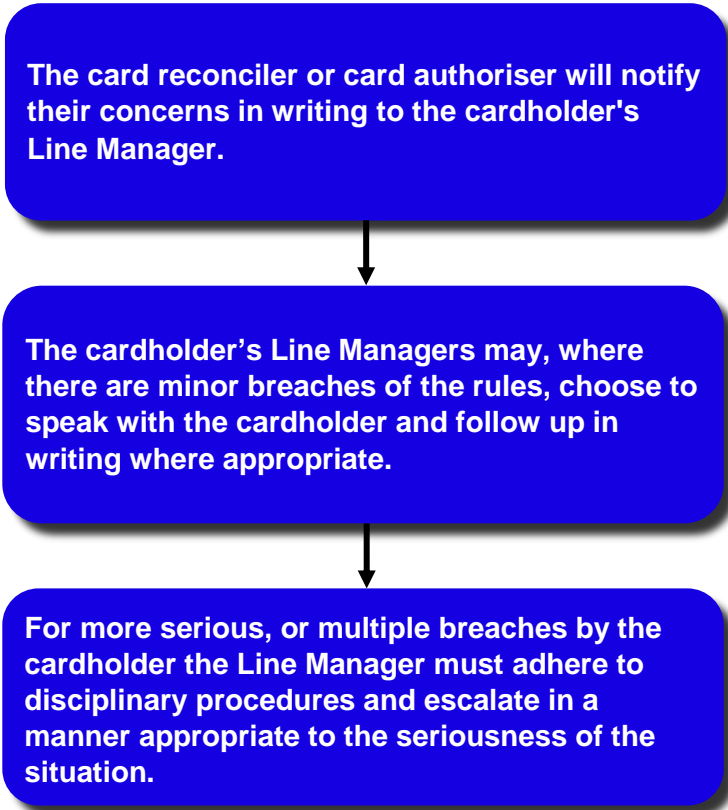 The card reconciler or card authoriser will notify
their concerns in writing to the cardholder's
Line Manager.
The cardholder’s Line Managers may, where
there are minor breaches of the rules, choose to
speak with the cardholder and follow up in
writing where appropriate.
For more serious, or multiple breaches by the
cardholder the Line Manager must adhere to
disciplinary procedures and escalate in a
manner appropriate to the seriousness of the
situation.